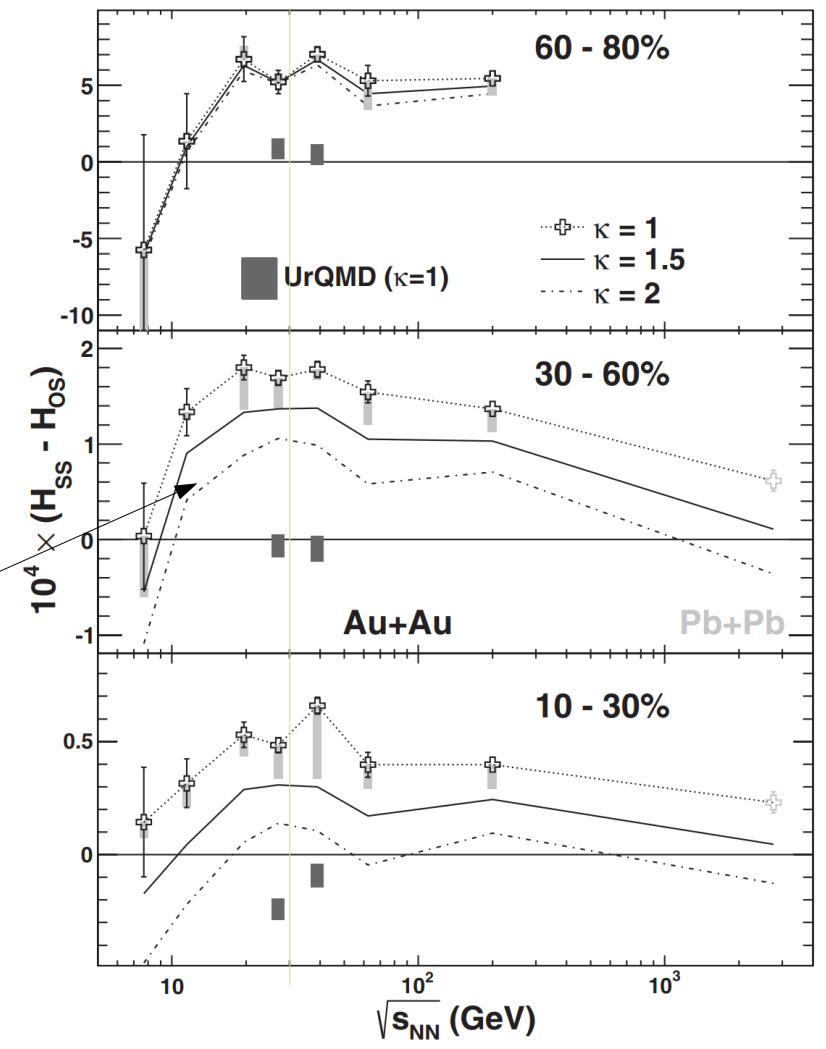 60 - 80%
5
0
-5
-10
κ = 1
κ = 1.5
κ = 2
UrQMD (κ=1)
30 - 60%
2
1
0
-1
Au+Au
Pb+Pb
10⁴ × (H_SS - H_OS)
10 - 30%
0.5
0
10
10²
10³
√s_NN (GeV)